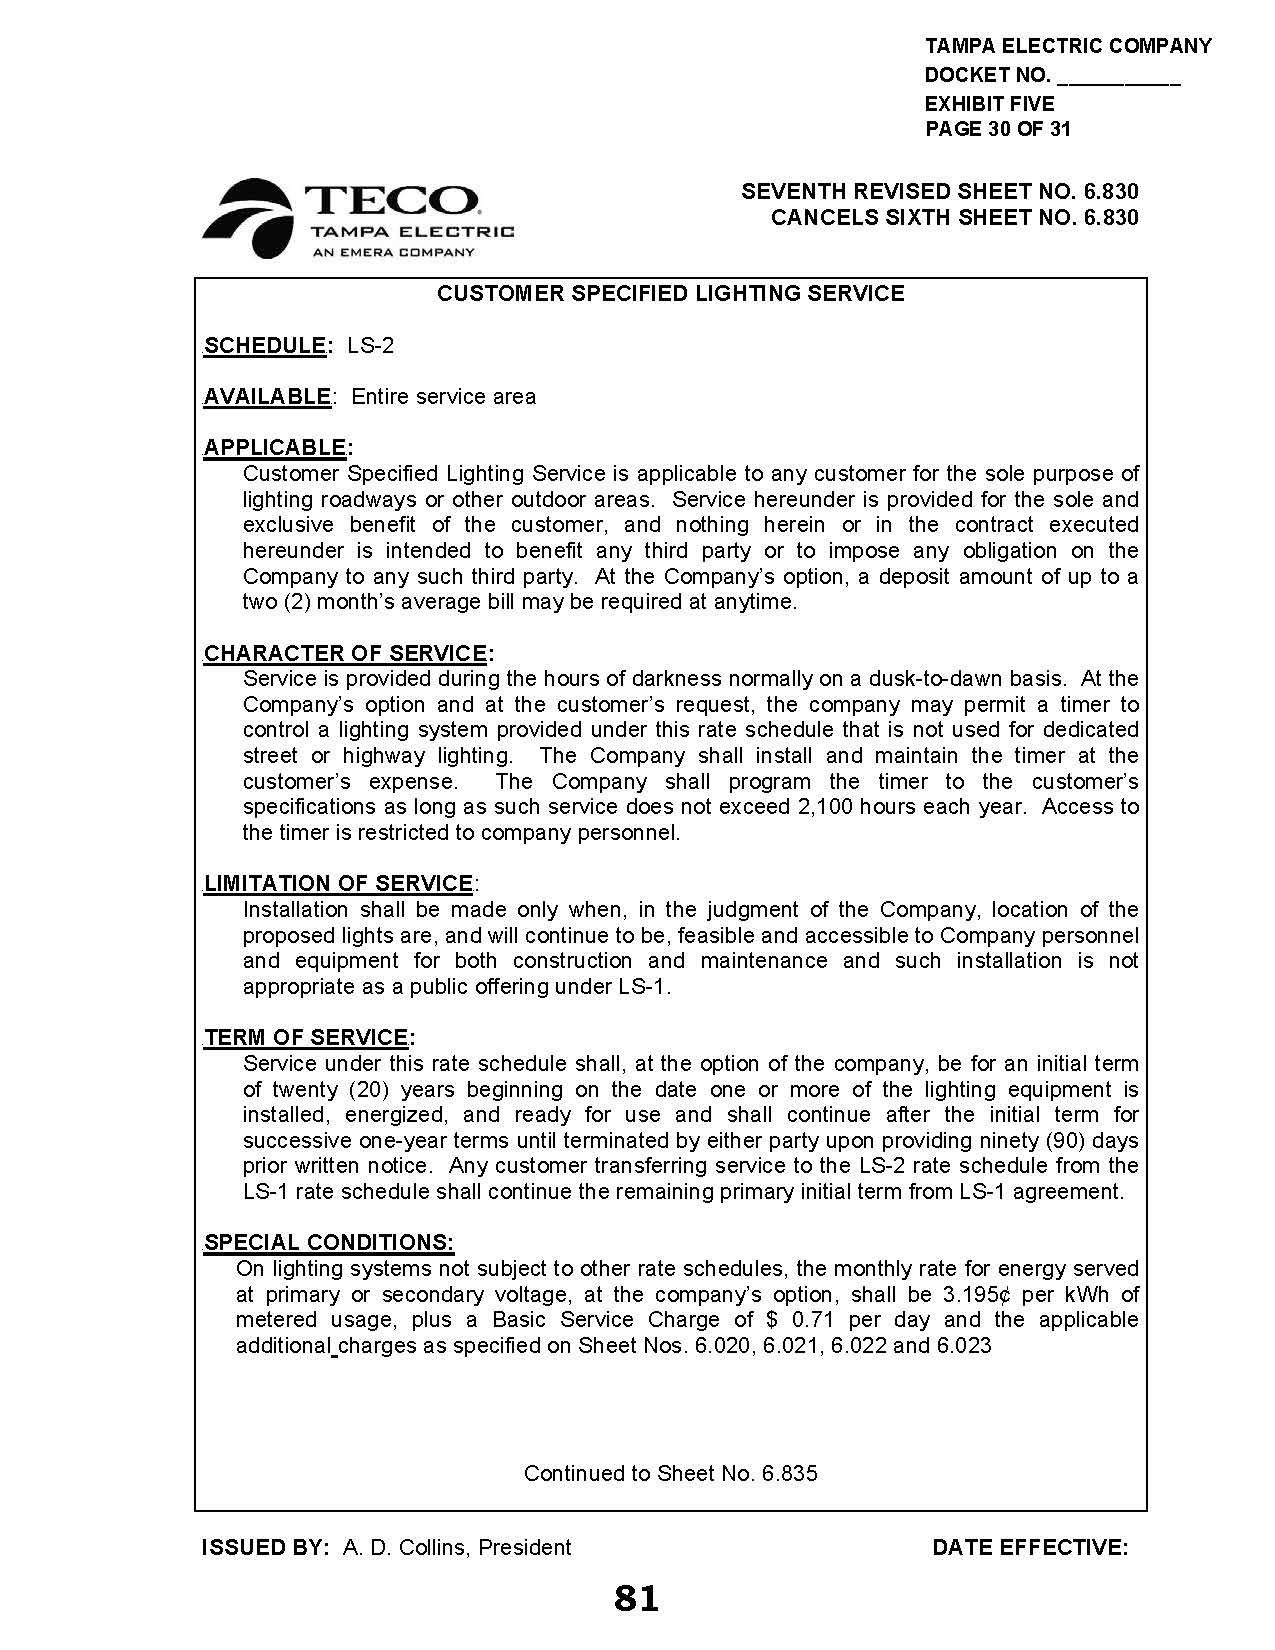 TAMPA ELECTRIC COMPANY
DOCKET NO. ___________
EXHIBIT FIVE
PAGE 30 OF 31
TECO.
TAMPA ELECTRIC
AN EMERA COMPANY
SEVENTH REVISED SHEET NO. 6.830
CANCELS SIXTH SHEET NO. 6.830
CUSTOMER SPECIFIED LIGHTING SERVICE
SCHEDULE: LS-2
AVAILABLE: Entire service area
APPLICABLE:
Customer Specified Lighting Service is applicable to any customer for the sole purpose of
lighting roadways or other outdoor areas. Service hereunder is provided for the sole and
exclusive benefit of the customer, and nothing herein or in the contract executed
hereunder is intended to benefit any third party or to impose any obligation on the
Company to any such third party. At the Company’s option, a deposit amount of up to a
two (2) month’s average bill may be required at anytime.
CHARACTER OF SERVICE:
Service is provided during the hours of darkness normally on a dusk-to-dawn basis. At the
Company’s option and at the customer’s request, the company may permit a timer to
control a lighting system provided under this rate schedule that is not used for dedicated
street or highway lighting. The Company shall install and maintain the timer at the
customer’s expense. The Company shall program the timer to the customer’s
specifications as long as such service does not exceed 2,100 hours each year. Access to
the timer is restricted to company personnel.
LIMITATION OF SERVICE:
Installation shall be made only when, in the judgment of the Company, location of the
proposed lights are, and will continue to be, feasible and accessible to Company personnel
and equipment for both construction and maintenance and such installation is not
appropriate as a public offering under LS-1.
TERM OF SERVICE:
Service under this rate schedule shall, at the option of the company, be for an initial term
of twenty (20) years beginning on the date one or more of the lighting equipment is
installed, energized, and ready for use and shall continue after the initial term for
successive one-year terms until terminated by either party upon providing ninety (90) days
prior written notice. Any customer transferring service to the LS-2 rate schedule from the
LS-1 rate schedule shall continue the remaining primary initial term from LS-1 agreement.
SPECIAL CONDITIONS:
On lighting systems not subject to other rate schedules, the monthly rate for energy served
at primary or secondary voltage, at the company’s option, shall be 3.195¢ per kWh of
metered usage, plus a Basic Service Charge of $ 0.71 per day and the applicable
additional charges as specified on Sheet Nos. 6.020, 6.021, 6.022 and 6.023
Continued to Sheet No. 6.835
ISSUED BY: A. D. Collins, President
DATE EFFECTIVE:
81